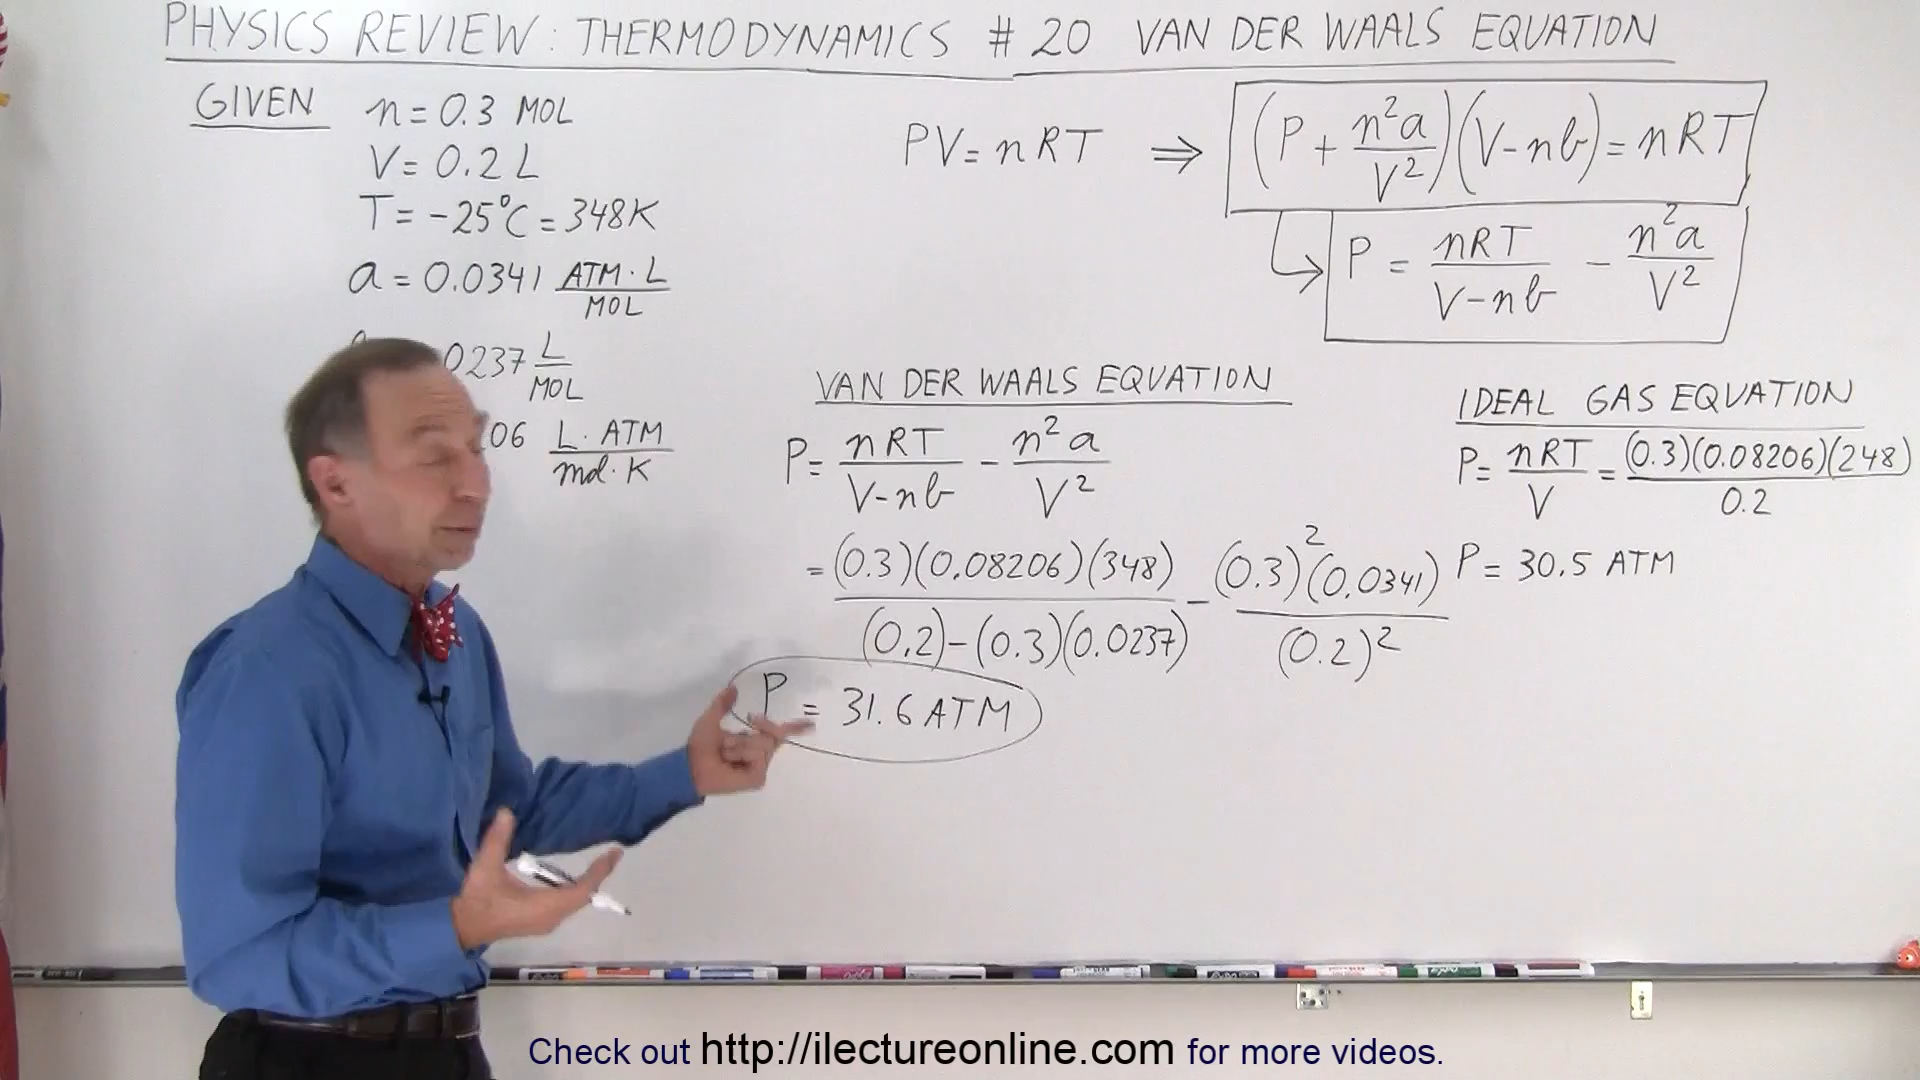 PHYSICS REVIEW: THERMODYNAMICS # 20 VAN DER WAALS EQUATION
GIVEN n = 0.3 MOL
V = 0.2 L
T = -25°C = 348K
a = 0.0341 ATM·L / MOL
0237 L / MOL
06 L·ATM / mol·K
PV = nRT ⇒ (P + n²a / V²)(V - nb) = nRT
P = nRT / V-nb - n²a / V²
VAN DER WAALS EQUATION
P = nRT / V-nb - n²a / V²
= (0.3)(0.08206)(348) / (0.2)-(0.3)(0.0237) - (0.3)²(0.0341) / (0.2)²
P = 31.6 ATM
IDEAL GAS EQUATION
P = nRT / V = (0.3)(0.08206)(248) / 0.2
P = 30.5 ATM
Check out http://ilectureonline.com for more videos.